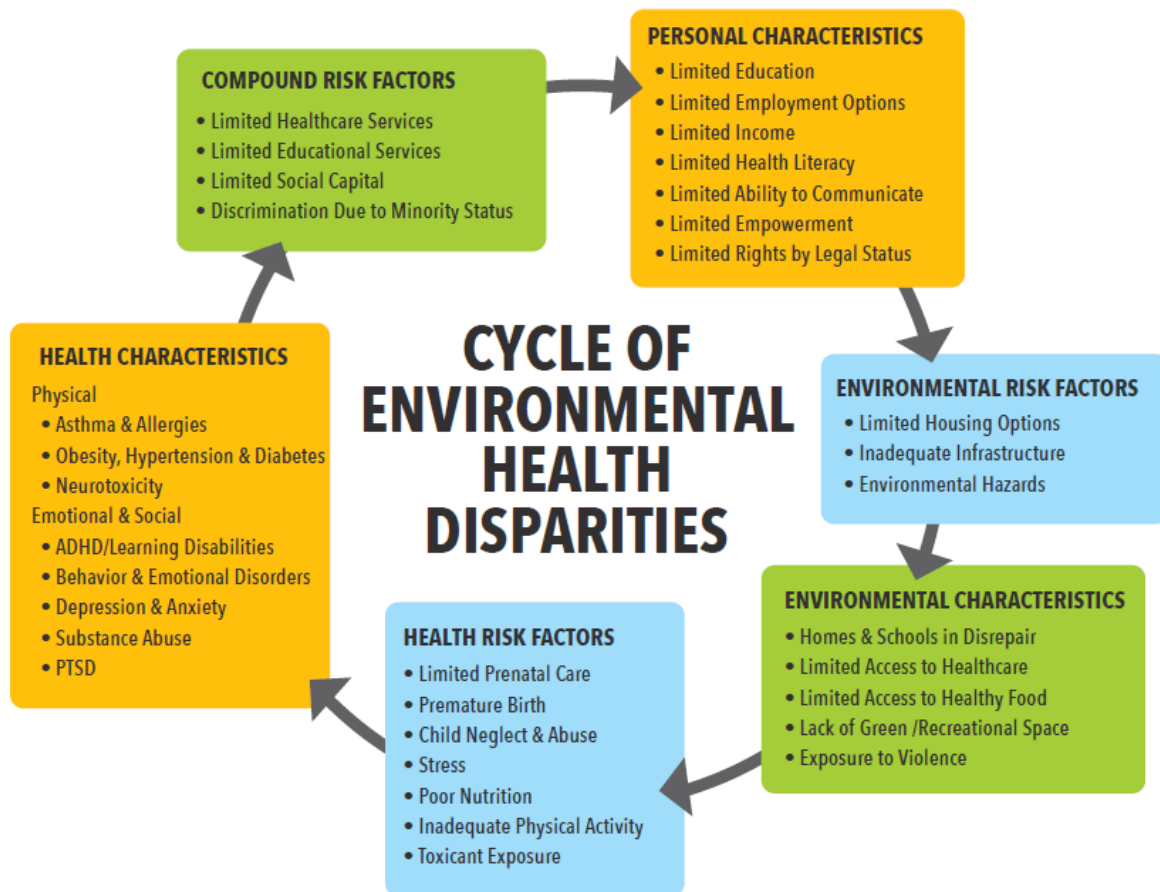 COMPOUND RISK FACTORS
• Limited Healthcare Services
• Limited Educational Services
• Limited Social Capital
• Discrimination Due to Minority Status
PERSONAL CHARACTERISTICS
• Limited Education
• Limited Employment Options
• Limited Income
• Limited Health Literacy
• Limited Ability to Communicate
• Limited Empowerment
• Limited Rights by Legal Status
CYCLE OF
ENVIRONMENTAL
HEALTH
DISPARITIES
ENVIRONMENTAL RISK FACTORS
• Limited Housing Options
• Inadequate Infrastructure
• Environmental Hazards
ENVIRONMENTAL CHARACTERISTICS
• Homes & Schools in Disrepair
• Limited Access to Healthcare
• Limited Access to Healthy Food
• Lack of Green /Recreational Space
• Exposure to Violence
HEALTH RISK FACTORS
• Limited Prenatal Care
• Premature Birth
• Child Neglect & Abuse
• Stress
• Poor Nutrition
• Inadequate Physical Activity
• Toxicant Exposure
HEALTH CHARACTERISTICS
Physical
• Asthma & Allergies
• Obesity, Hypertension & Diabetes
• Neurotoxicity
Emotional & Social
• ADHD/Learning Disabilities
• Behavior & Emotional Disorders
• Depression & Anxiety
• Substance Abuse
• PTSD